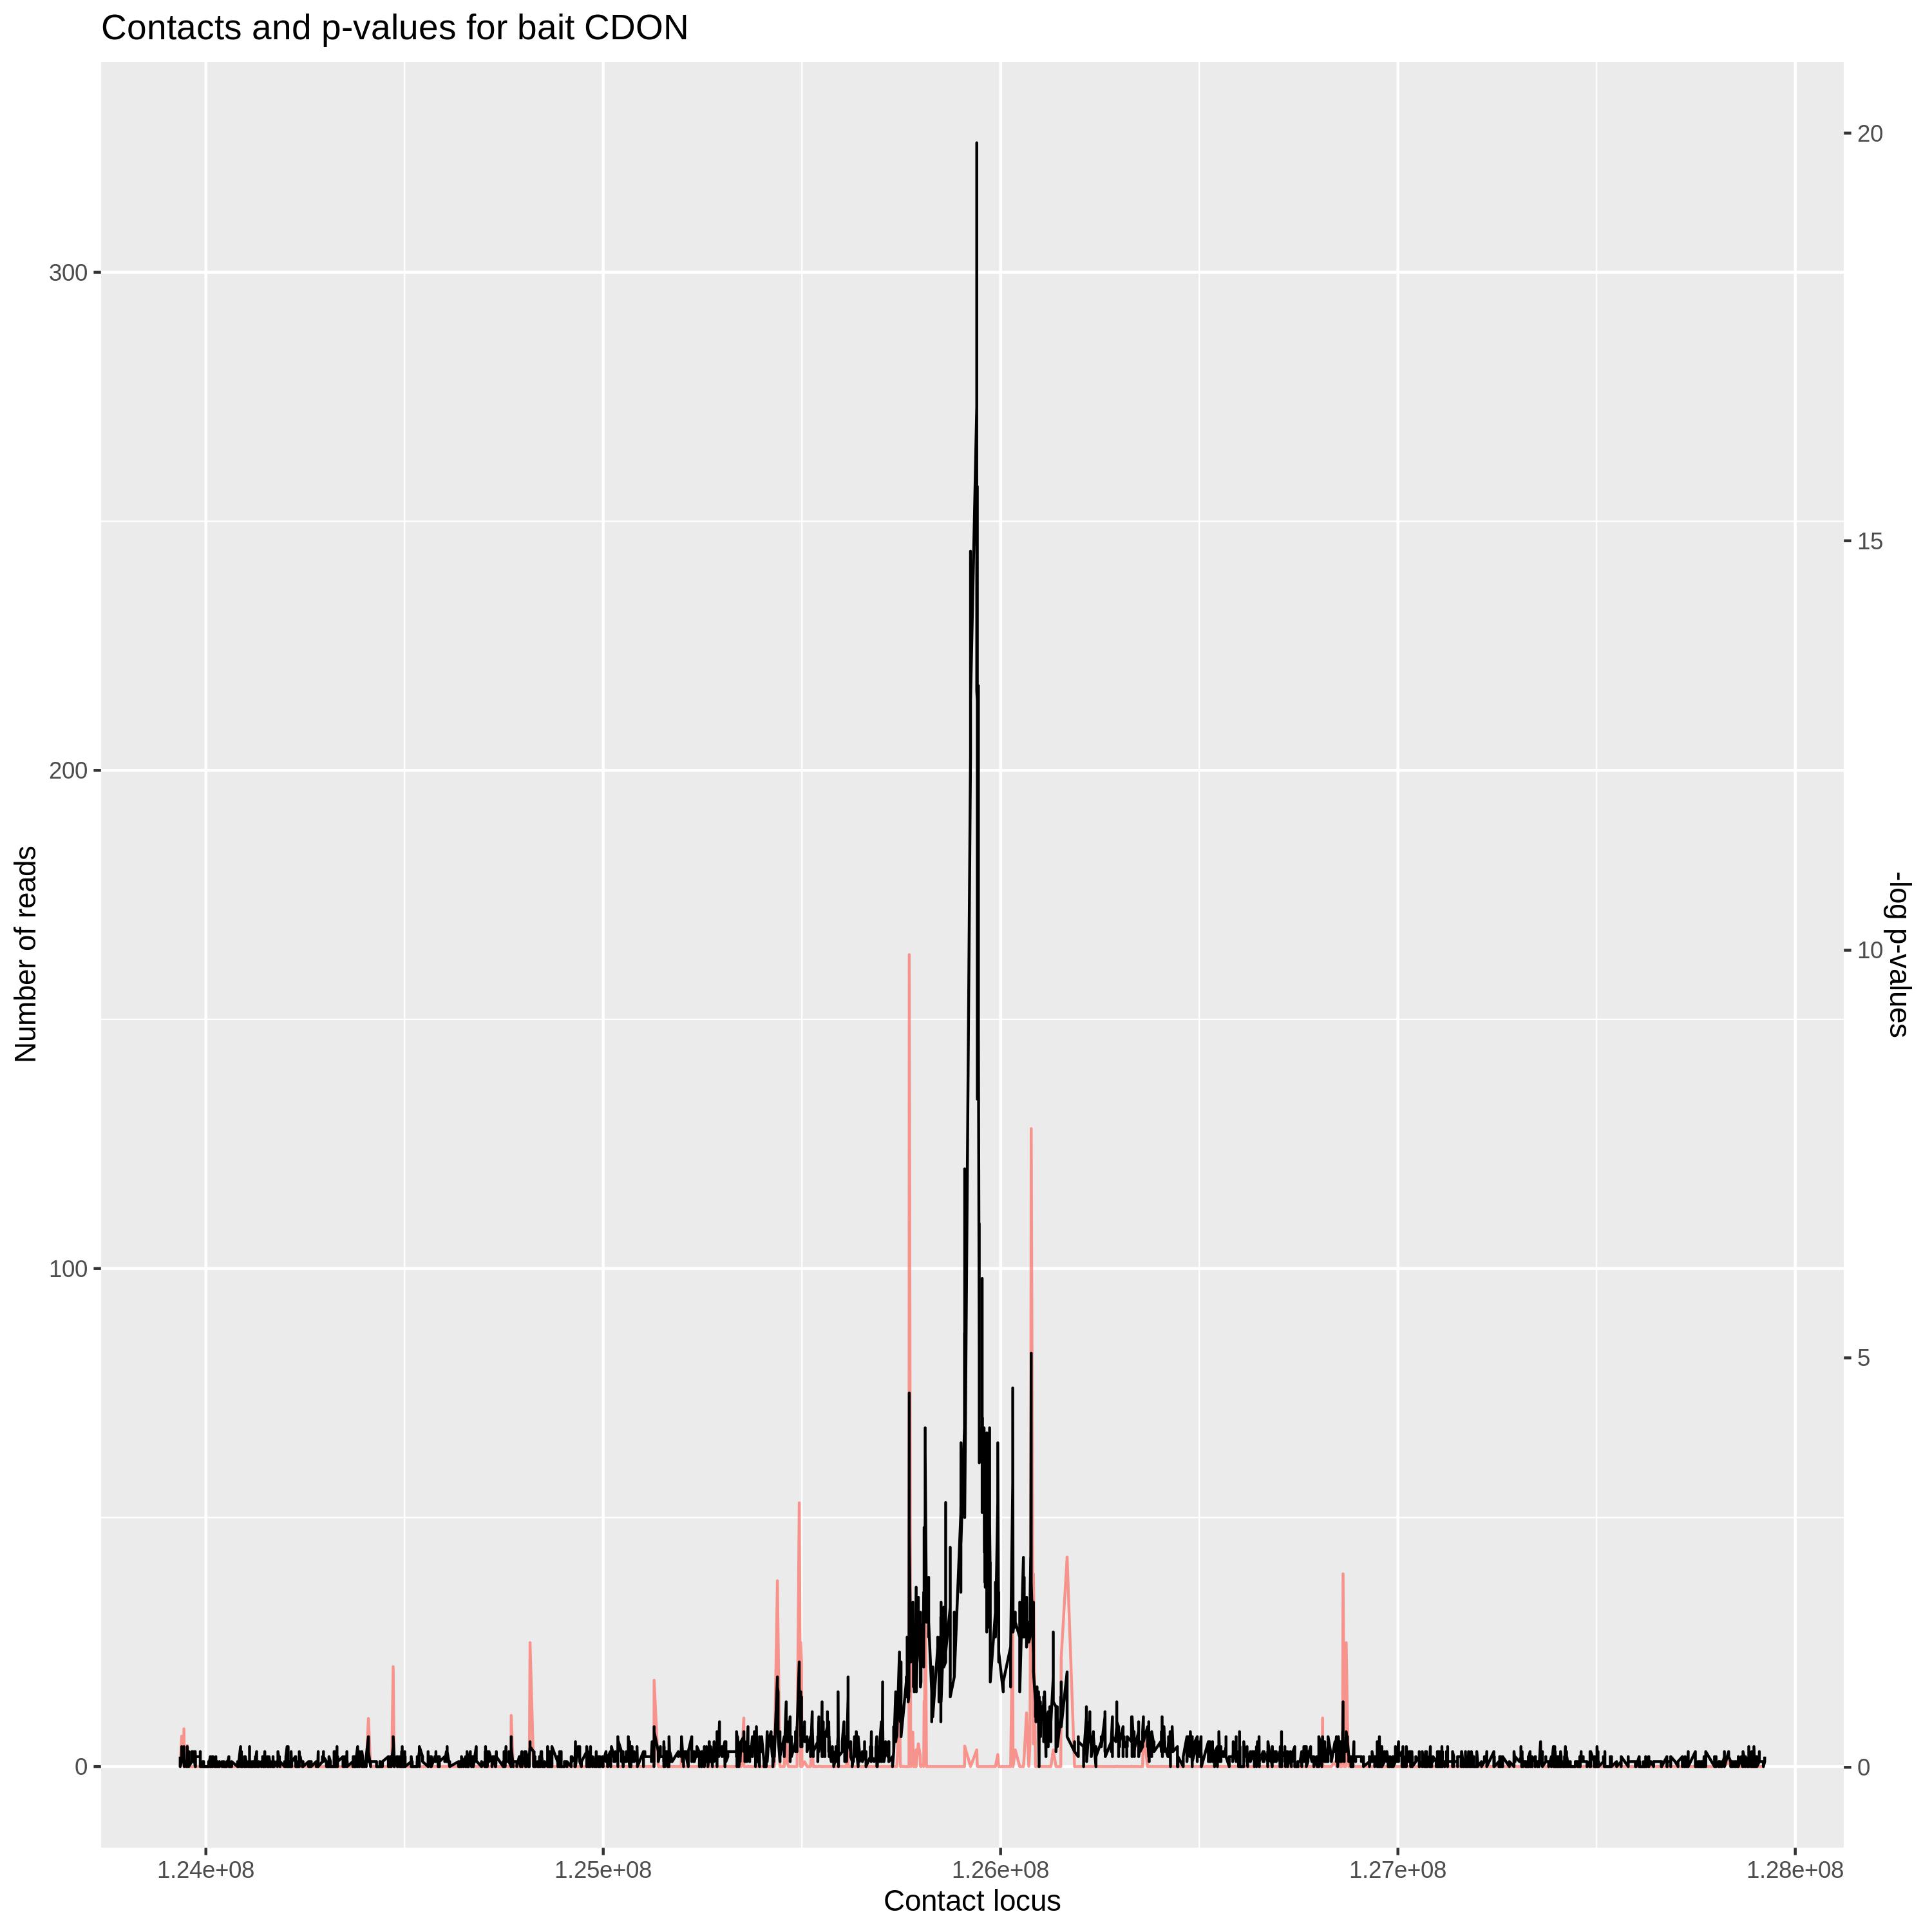 Contacts and p-values for bait CDON
Number of reads
300
200
100
0
20
15
10
5
0
-log p-values
1.24e+08
1.25e+08
1.26e+08
1.27e+08
1.28e+08
Contact locus